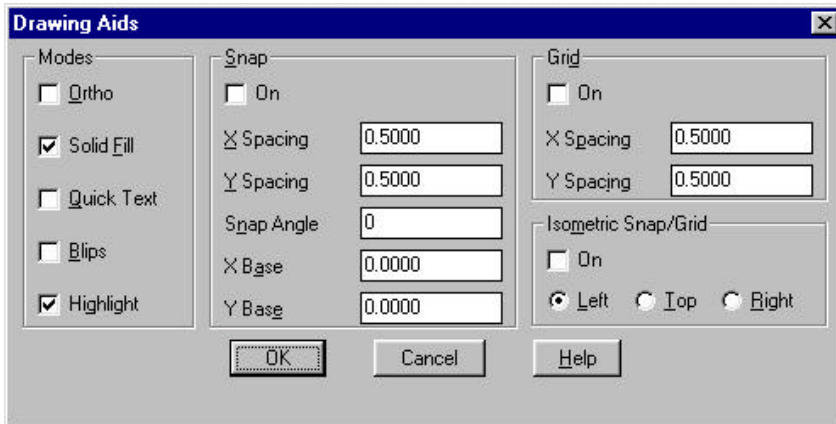 Drawing Aids
Modes
Ortho
Solid Fill
Quick Text
Blips
Highlight
Snap
On
X Spacing 0.5000
Y Spacing 0.5000
Snap Angle 0
X Base 0.0000
Y Base 0.0000
Grid
On
X Spacing 0.5000
Y Spacing 0.5000
Isometric Snap/Grid
On
Left Top Right
OK Cancel Help